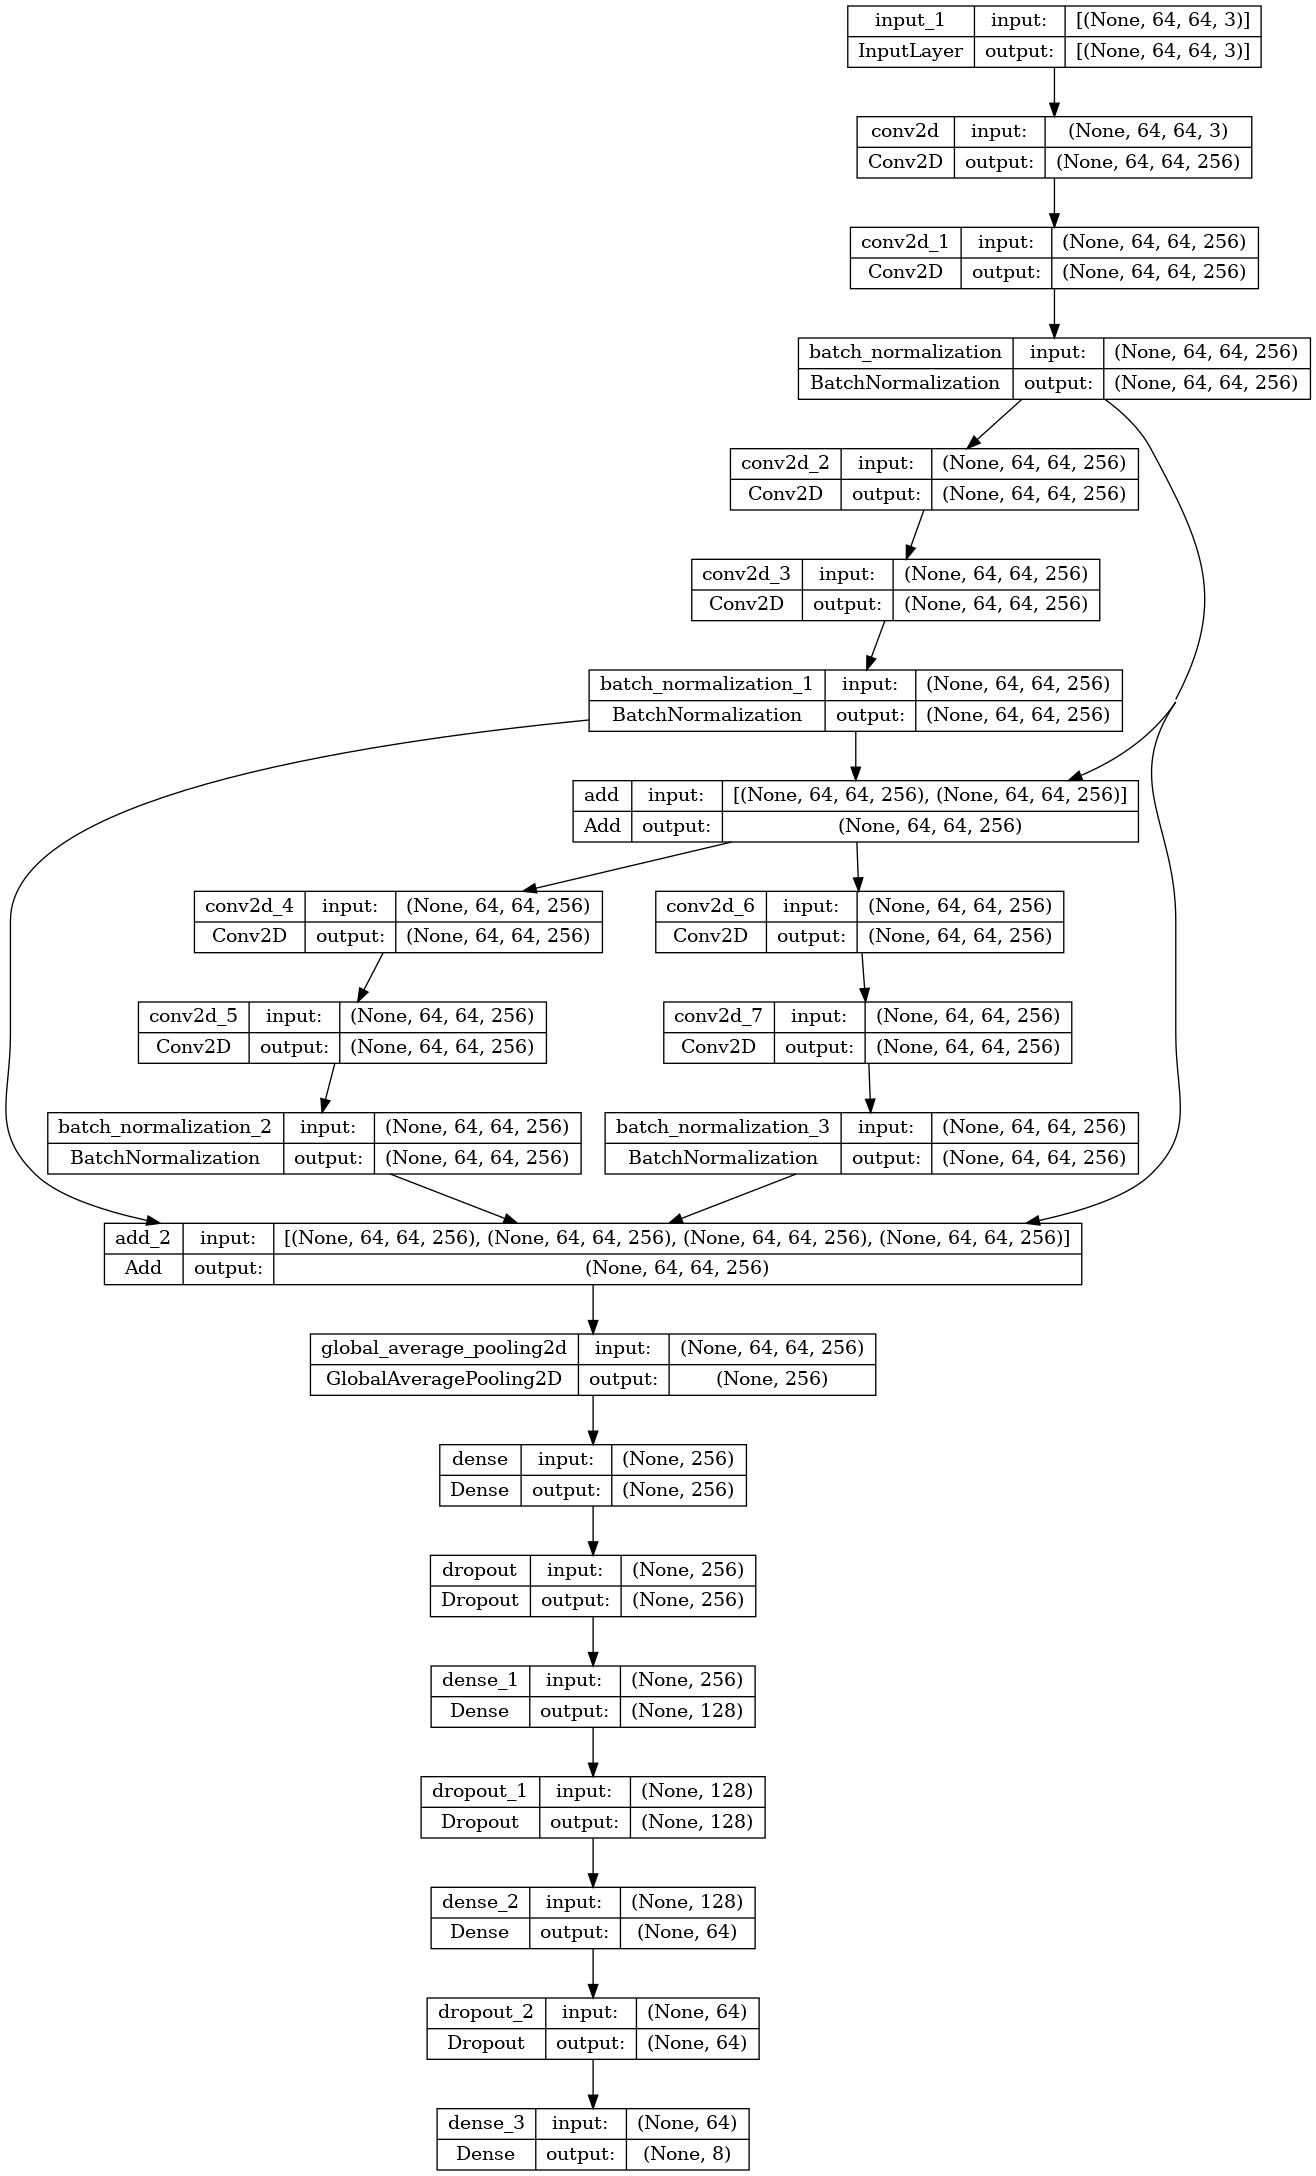 input_1 input: [(None, 64, 64, 3)]
InputLayer output: [(None, 64, 64, 3)]
conv2d input: (None, 64, 64, 3)
Conv2D output: (None, 64, 64, 256)
conv2d_1 input: (None, 64, 64, 256)
Conv2D output: (None, 64, 64, 256)
batch_normalization input: (None, 64, 64, 256)
BatchNormalization output: (None, 64, 64, 256)
conv2d_2 input: (None, 64, 64, 256)
Conv2D output: (None, 64, 64, 256)
conv2d_3 input: (None, 64, 64, 256)
Conv2D output: (None, 64, 64, 256)
batch_normalization_1 input: (None, 64, 64, 256)
BatchNormalization output: (None, 64, 64, 256)
add input: [(None, 64, 64, 256), (None, 64, 64, 256)]
Add output: (None, 64, 64, 256)
conv2d_4 input: (None, 64, 64, 256)
Conv2D output: (None, 64, 64, 256)
conv2d_6 input: (None, 64, 64, 256)
Conv2D output: (None, 64, 64, 256)
conv2d_5 input: (None, 64, 64, 256)
Conv2D output: (None, 64, 64, 256)
conv2d_7 input: (None, 64, 64, 256)
Conv2D output: (None, 64, 64, 256)
batch_normalization_2 input: (None, 64, 64, 256)
BatchNormalization output: (None, 64, 64, 256)
batch_normalization_3 input: (None, 64, 64, 256)
BatchNormalization output: (None, 64, 64, 256)
add_2 input: [(None, 64, 64, 256), (None, 64, 64, 256), (None, 64, 64, 256), (None, 64, 64, 256)]
Add output: (None, 64, 64, 256)
global_average_pooling2d input: (None, 64, 64, 256)
GlobalAveragePooling2D output: (None, 256)
dense input: (None, 256)
Dense output: (None, 256)
dropout input: (None, 256)
Dropout output: (None, 256)
dense_1 input: (None, 256)
Dense output: (None, 128)
dropout_1 input: (None, 128)
Dropout output: (None, 128)
dense_2 input: (None, 128)
Dense output: (None, 64)
dropout_2 input: (None, 64)
Dropout output: (None, 64)
dense_3 input: (None, 64)
Dense output: (None, 8)